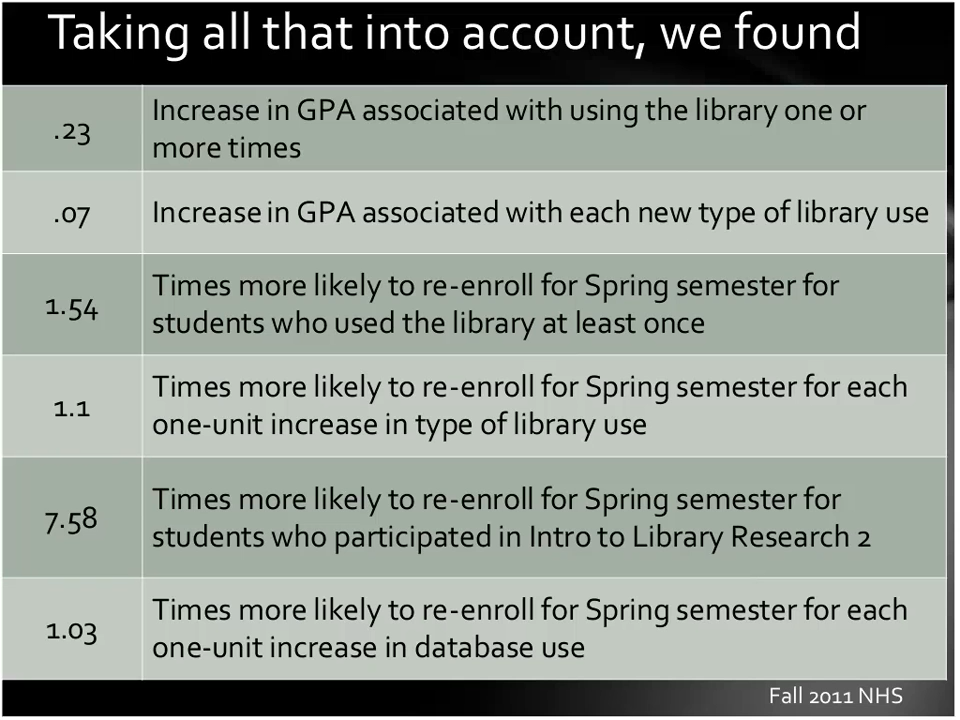 Taking all that into account, we found
.23
Increase in GPA associated with using the library one or
more times
.07
Increase in GPA associated with each new type of library use
1.54
Times more likely to re-enroll for Spring semester for
students who used the library at least once
1.1
Times more likely to re-enroll for Spring semester for each
one-unit increase in type of library use
7.58
Times more likely to re-enroll for Spring semester for
students who participated in Intro to Library Research 2
1.03
Times more likely to re-enroll for Spring semester for each
one-unit increase in database use
Fall 2011 NHS